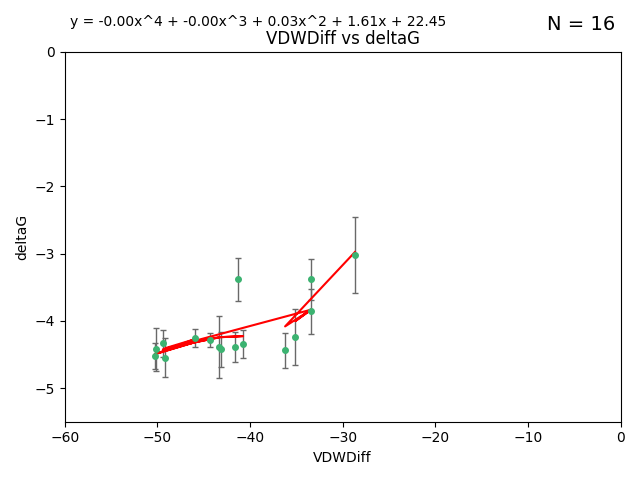 y = -0.00x^4 + -0.00x^3 + 0.03x^2 + 1.61x + 22.45
N = 16
VDWDiff vs deltaG
0
−1
−2
−3
−4
−5
deltaG
−60
−50
−40
−30
−20
−10
0
VDWDiff